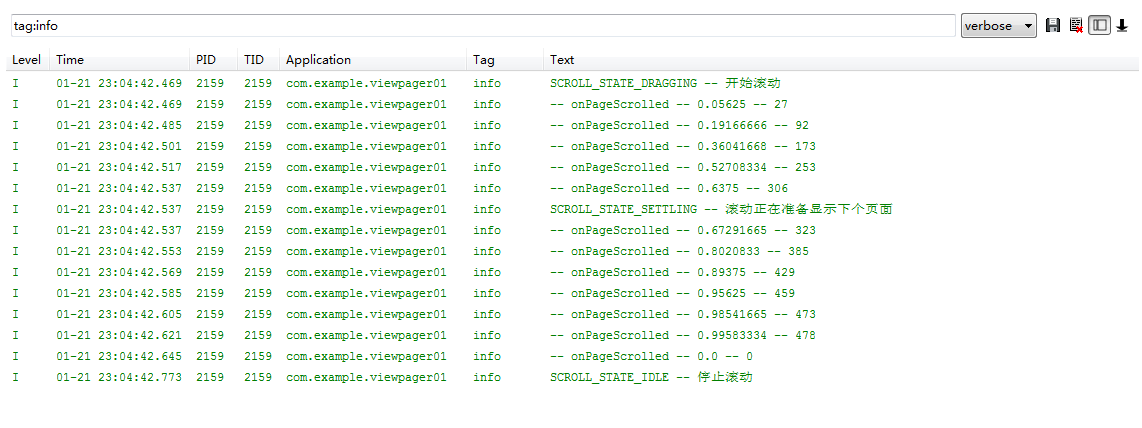 tag:info verbose
Level Time PID TID Application Tag Text
I 01-21 23:04:42.469 2159 2159 com.example.viewpager01 info SCROLL_STATE_DRAGGING -- 开始滚动
I 01-21 23:04:42.469 2159 2159 com.example.viewpager01 info -- onPageScrolled -- 0.05625 -- 27
I 01-21 23:04:42.485 2159 2159 com.example.viewpager01 info -- onPageScrolled -- 0.19166666 -- 92
I 01-21 23:04:42.501 2159 2159 com.example.viewpager01 info -- onPageScrolled -- 0.36041668 -- 173
I 01-21 23:04:42.517 2159 2159 com.example.viewpager01 info -- onPageScrolled -- 0.52708334 -- 253
I 01-21 23:04:42.537 2159 2159 com.example.viewpager01 info -- onPageScrolled -- 0.6375 -- 306
I 01-21 23:04:42.537 2159 2159 com.example.viewpager01 info SCROLL_STATE_SETTLING -- 滚动正在准备显示下个页面
I 01-21 23:04:42.537 2159 2159 com.example.viewpager01 info -- onPageScrolled -- 0.67291665 -- 323
I 01-21 23:04:42.553 2159 2159 com.example.viewpager01 info -- onPageScrolled -- 0.8020833 -- 385
I 01-21 23:04:42.569 2159 2159 com.example.viewpager01 info -- onPageScrolled -- 0.89375 -- 429
I 01-21 23:04:42.585 2159 2159 com.example.viewpager01 info -- onPageScrolled -- 0.95625 -- 459
I 01-21 23:04:42.605 2159 2159 com.example.viewpager01 info -- onPageScrolled -- 0.98541665 -- 473
I 01-21 23:04:42.621 2159 2159 com.example.viewpager01 info -- onPageScrolled -- 0.99583334 -- 478
I 01-21 23:04:42.645 2159 2159 com.example.viewpager01 info -- onPageScrolled -- 0.0 -- 0
I 01-21 23:04:42.773 2159 2159 com.example.viewpager01 info SCROLL_STATE_IDLE -- 停止滚动